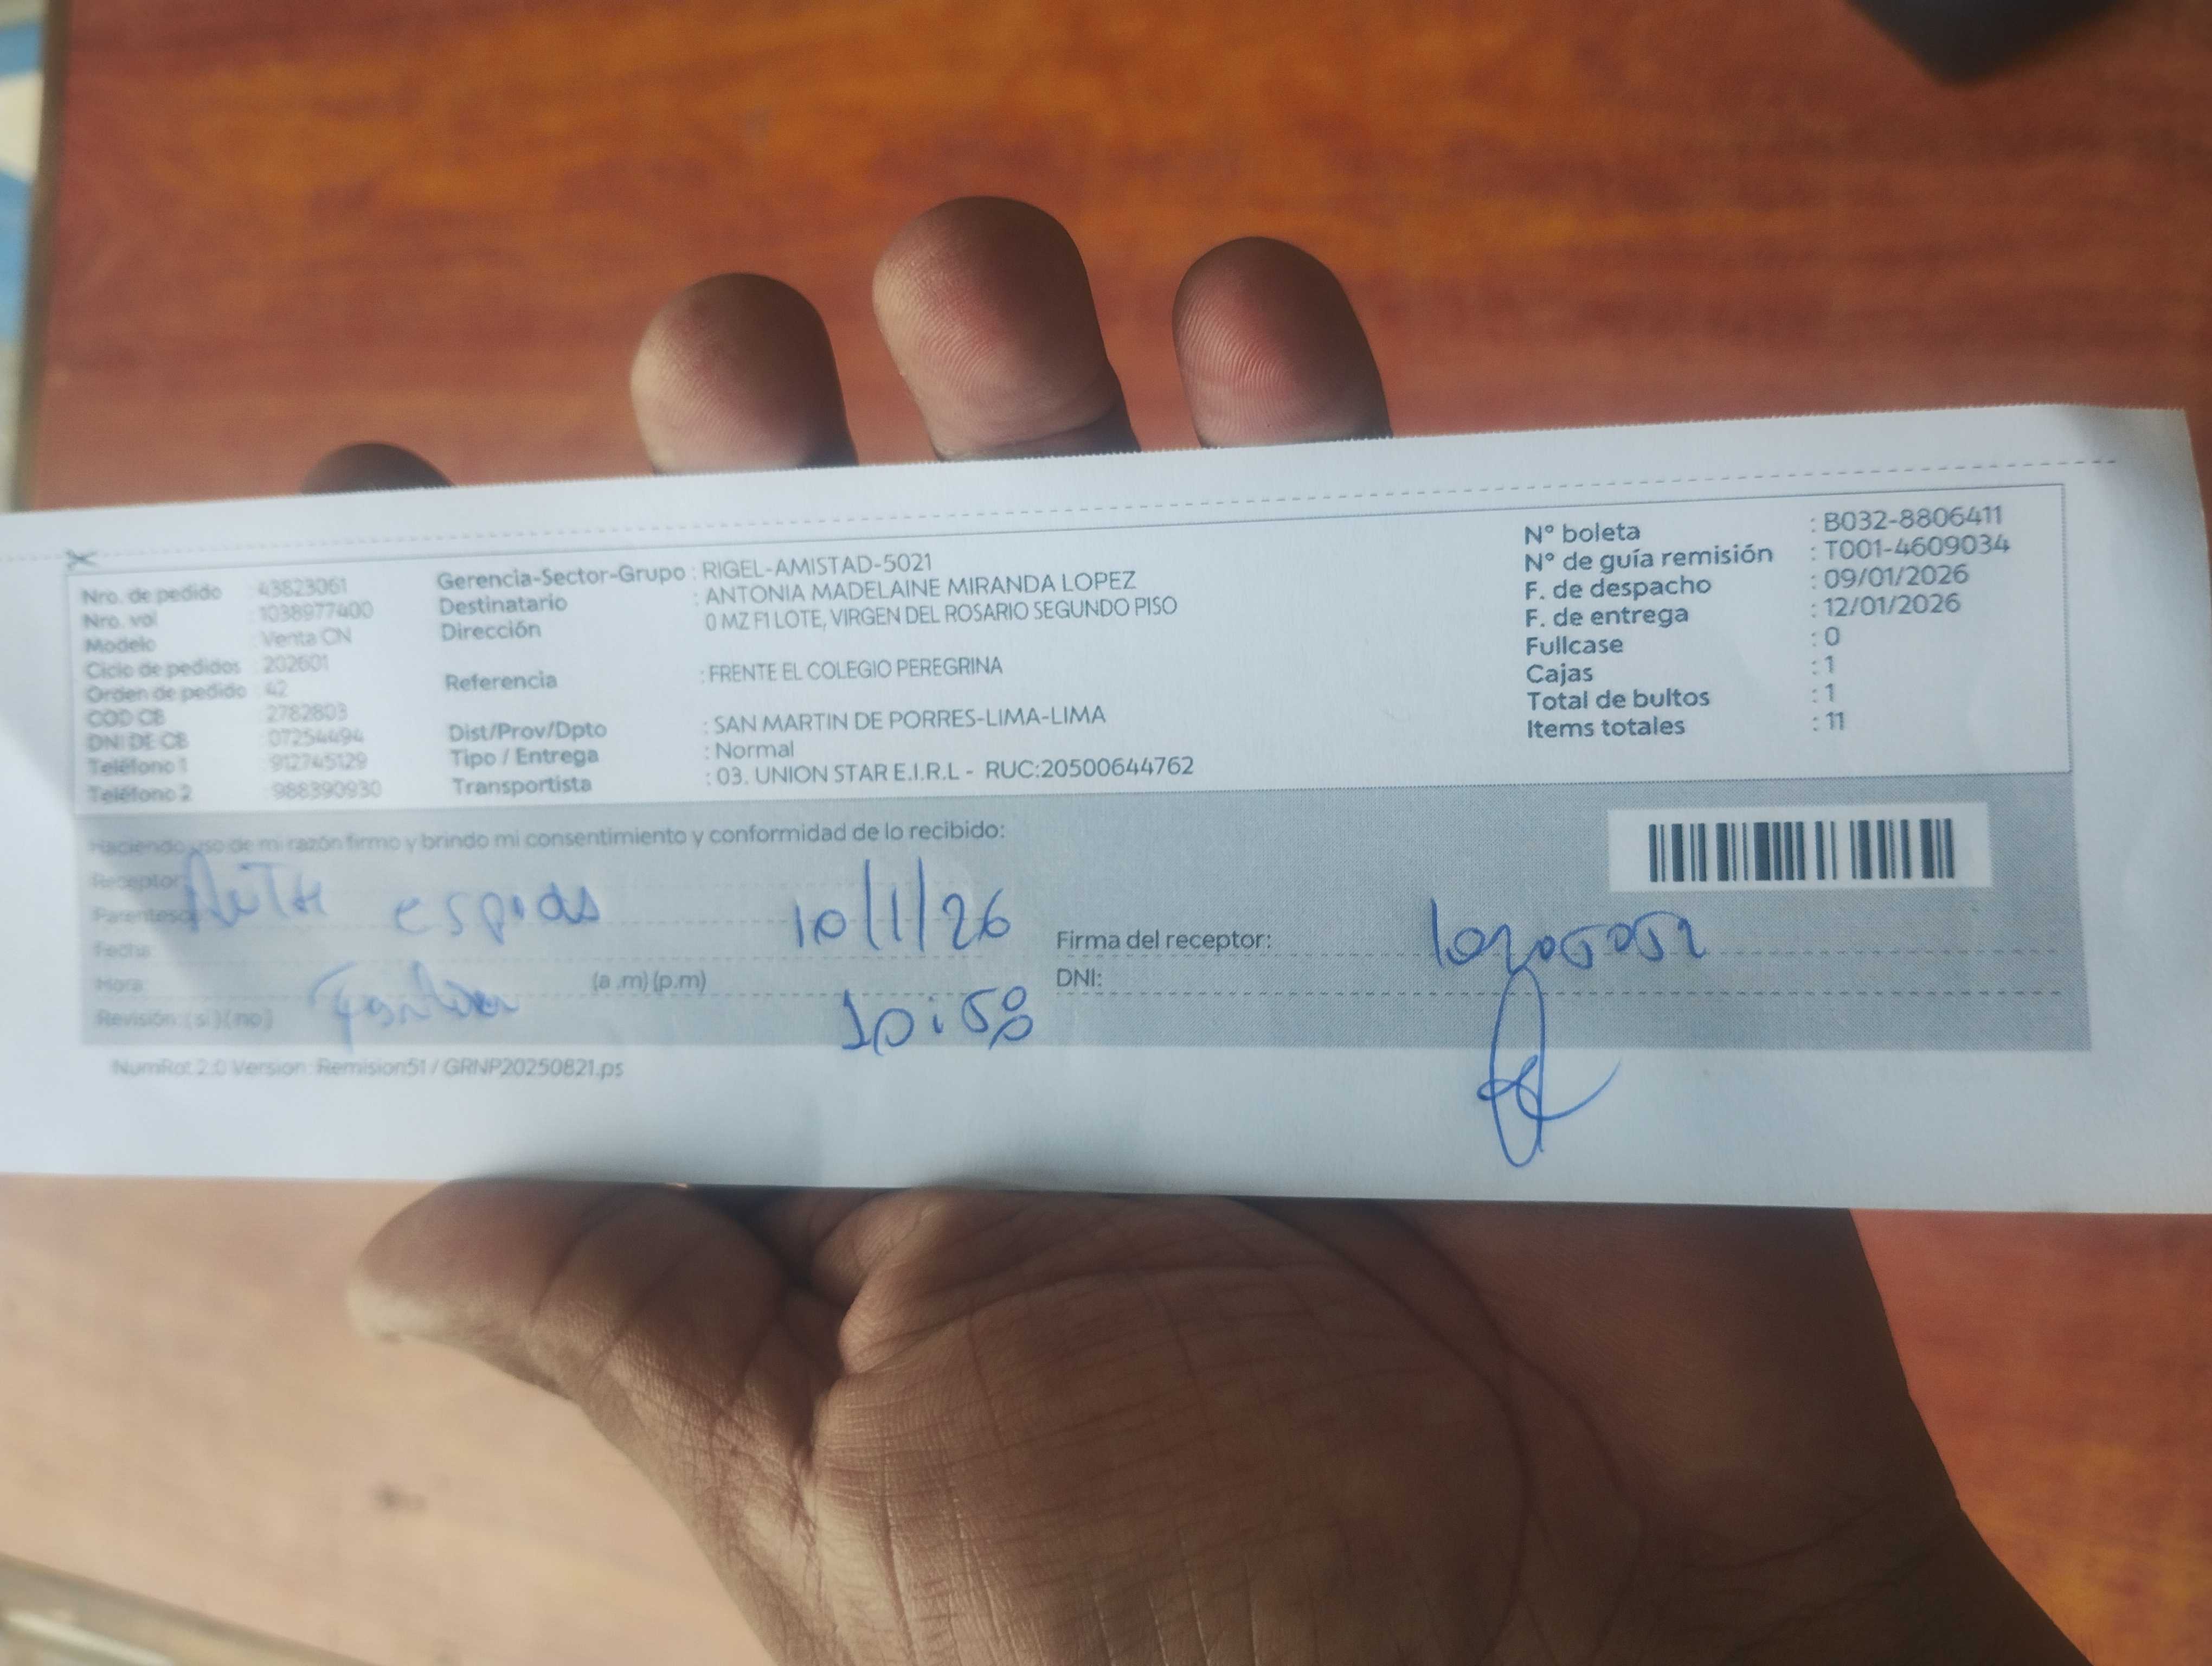 Nro. de pedido : 43823061
Nro. vol : 1038977400
Modelo : Venta CN
Ciclo de pedidos : 202601
Orden de pedido : 42
COD CB : 2782803
DNI DE CB : 07254494
Teléfono 1 : 912745129
Teléfono 2 : 988390930
Gerencia-Sector-Grupo : RIGEL-AMISTAD-5021
Destinatario : ANTONIA MADELAINE MIRANDA LOPEZ
Dirección 0 MZ F1 LOTE, VIRGEN DEL ROSARIO SEGUNDO PISO
Referencia : FRENTE EL COLEGIO PEREGRINA
Dist/Prov/Dpto : SAN MARTIN DE PORRES-LIMA-LIMA
Tipo / Entrega : Normal
Transportista : 03. UNION STAR E.I.R.L - RUC:20500644762
N° boleta : B032-8806411
N° de guía remisión : T001-4609034
F. de despacho : 09/01/2026
F. de entrega : 12/01/2026
Fullcase : 0
Cajas : 1
Total de bultos : 1
Items totales : 11
Haciendo uso de mi razón firmo y brindo mi consentimiento y conformidad de lo recibido:
Receptor
Parentesco
Fecha: 10/1/26
Hora: (a .m) (p.m) 10:58
Revisión: (si) (no)
Firma del receptor:
DNI:
NumRot 2.0 Version: Remision51 / GRNP20250821.ps